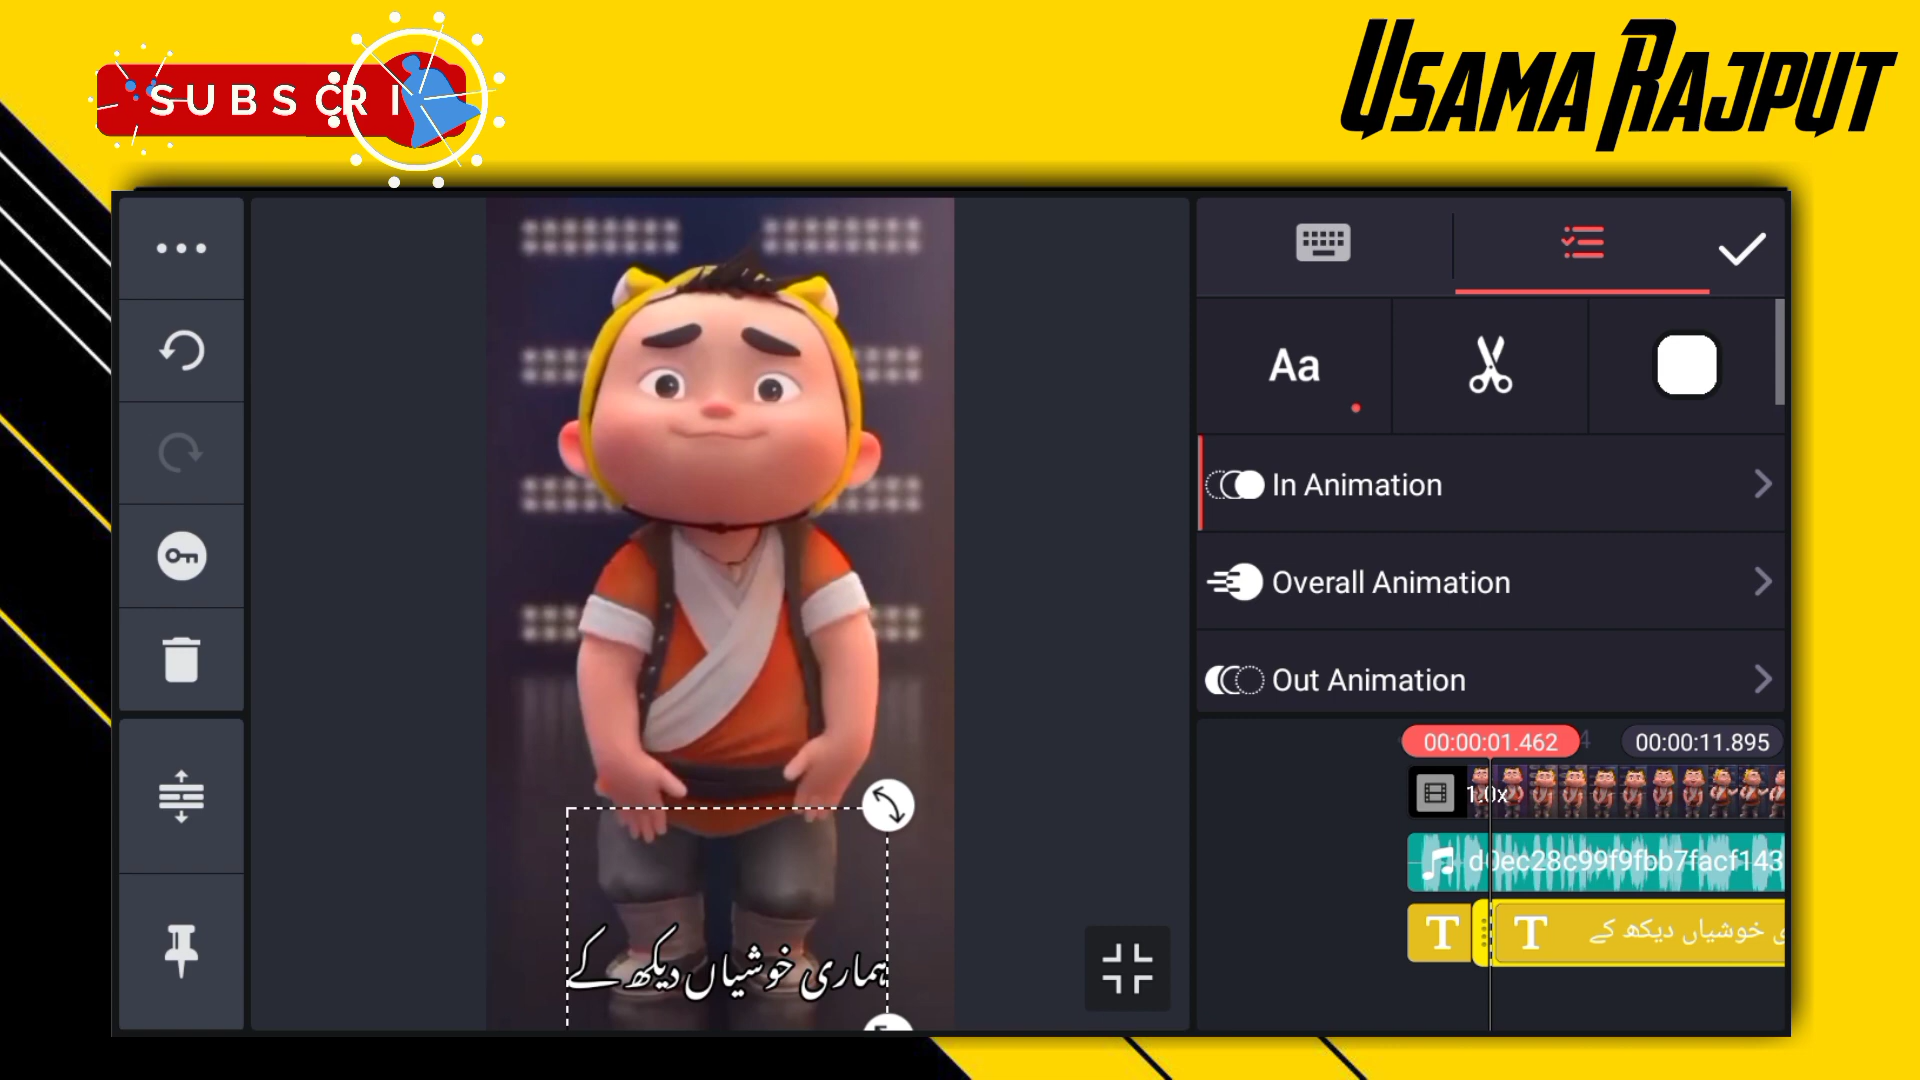 SUBSCRI
USAMA RAJPUT
Aa
In Animation
Overall Animation
Out Animation
00:00:01.462
00:00:11.895
1.0x
d0ec28c99f9fbb7facf143
T
T
خوشیاں دیکھ کے
ہماری خوشیاں دیکھ کے